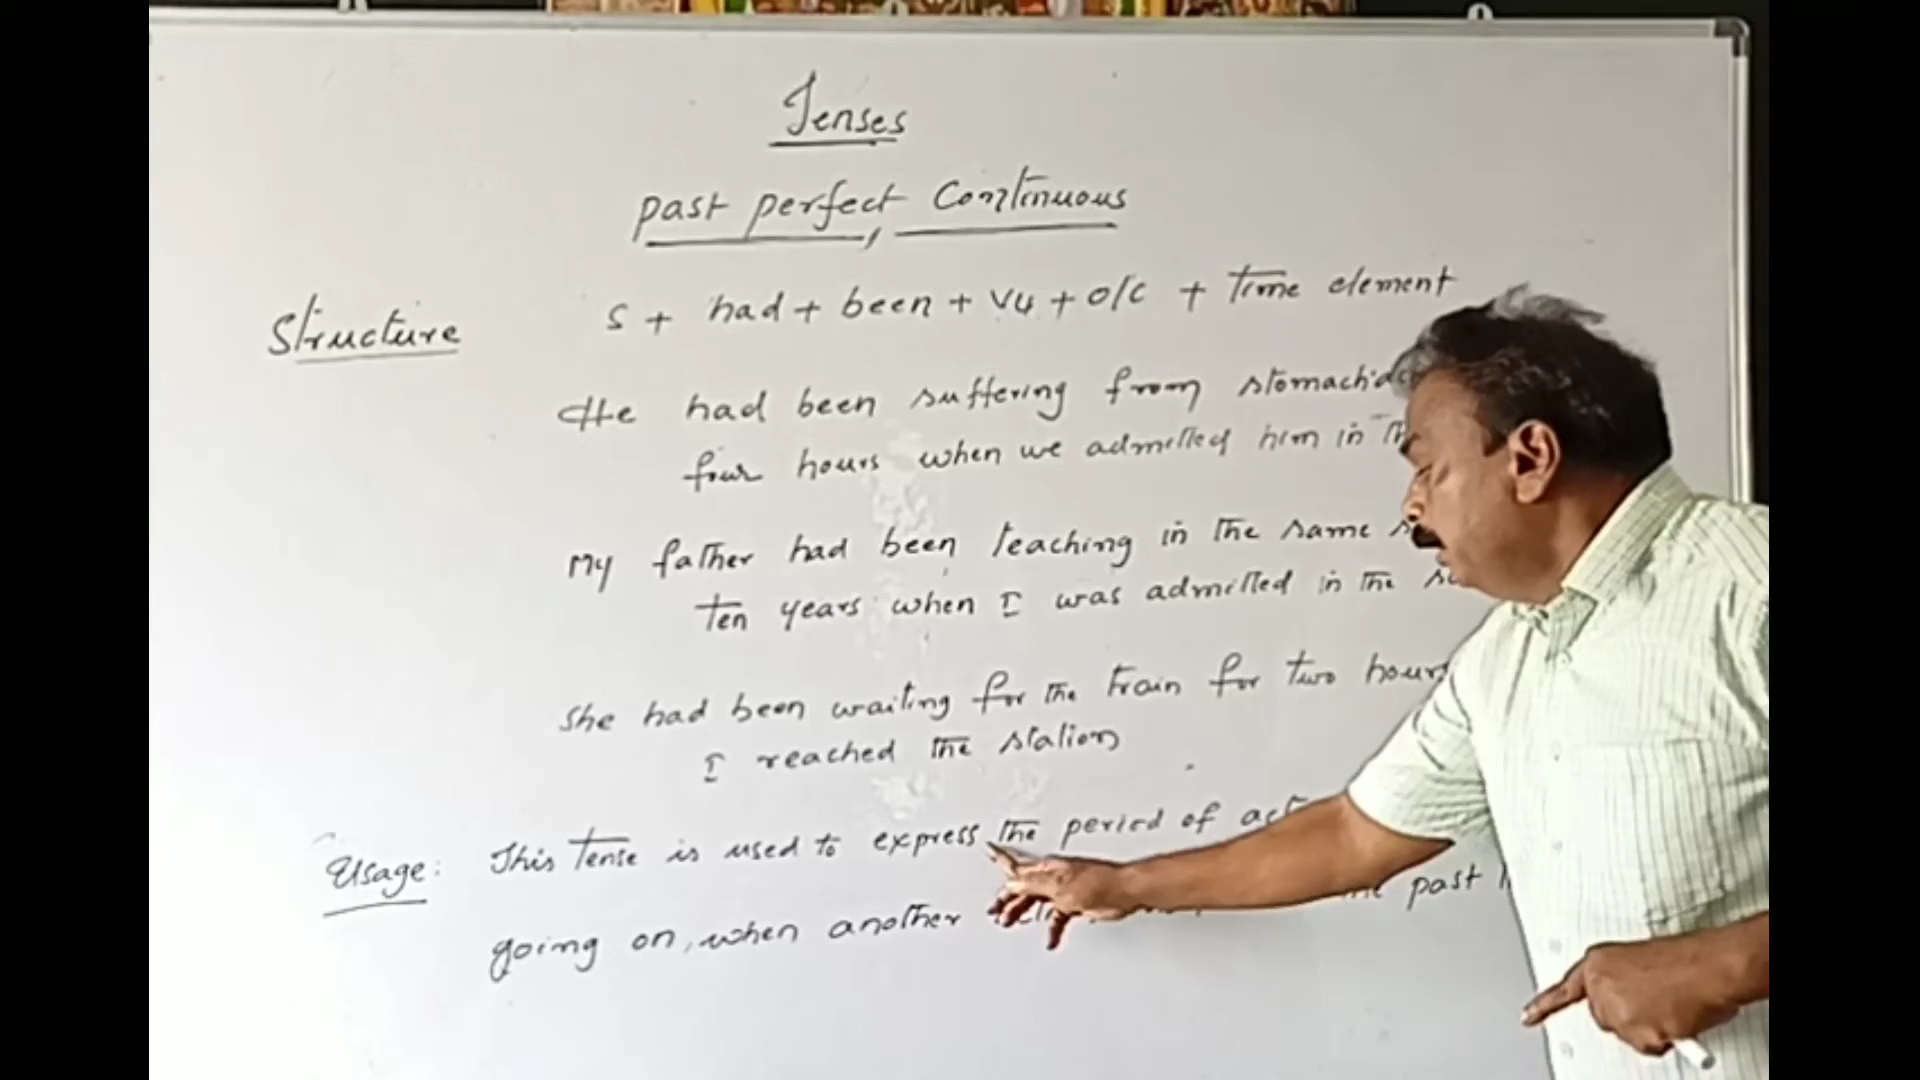 Tenses
past perfect Continuous
Structure S + had + been + V4 + O/C + Time element
He had been suffering from
four hours when we admitted him in
My father had been teaching in the same
Ten years when I was admitted in the
She had been waiting for the train for two hours
I reached the station
Usage: This tense is used to express the period of
going on, when another past